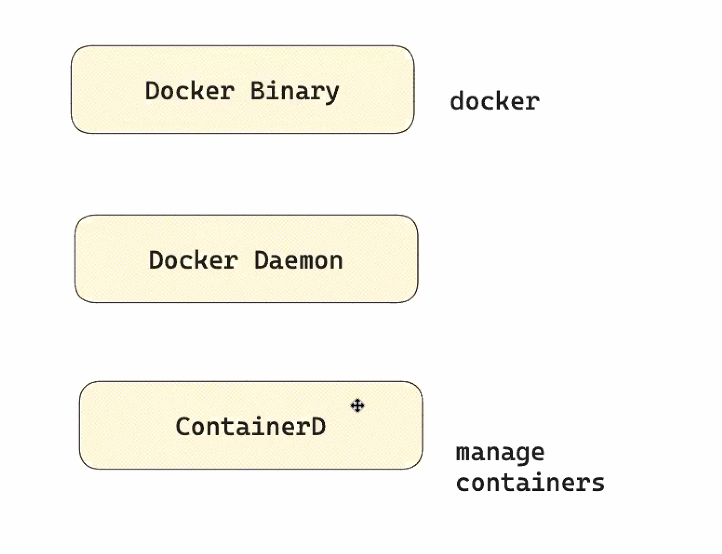 Docker Binary
docker
Docker Daemon
ContainerD
manage
containers